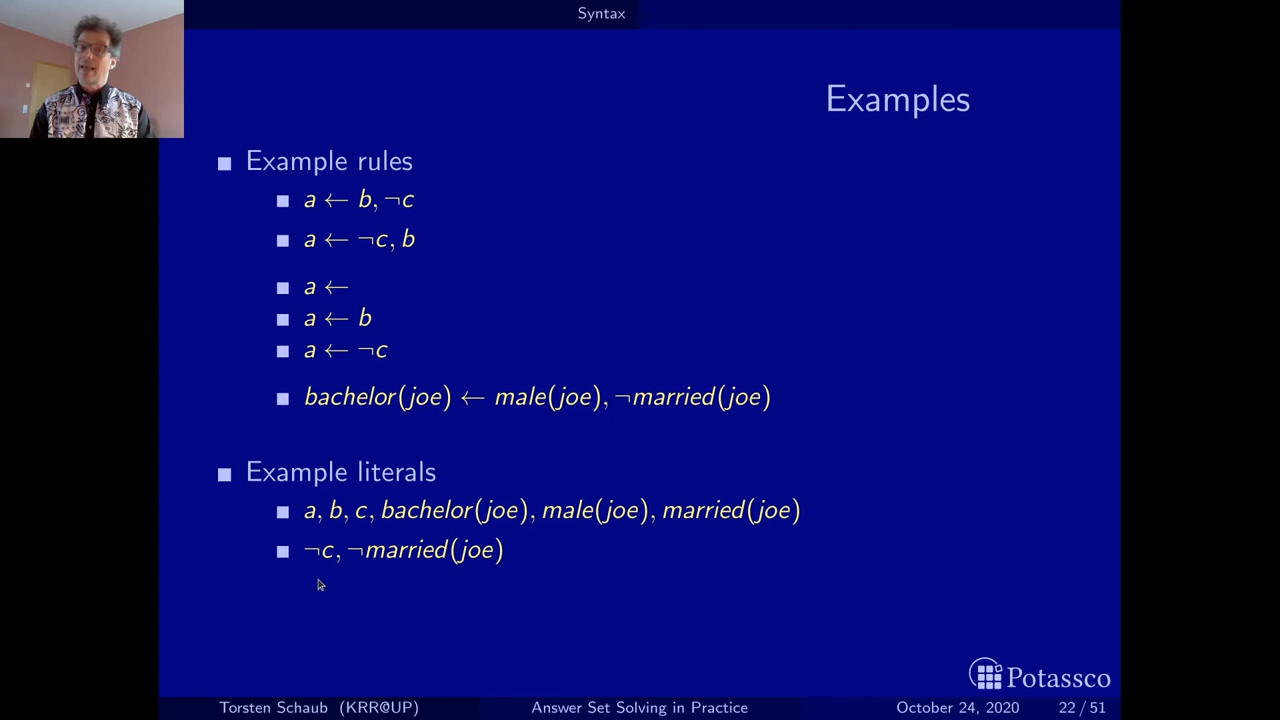 Syntax
Examples
Example rules
a ← b, ¬c
a ← ¬c, b
a ←
a ← b
a ← ¬c
bachelor(joe) ← male(joe), ¬married(joe)
Example literals
a, b, c, bachelor(joe), male(joe), married(joe)
¬c, ¬married(joe)
Potassco
Torsten Schaub (KRR@UP) Answer Set Solving in Practice October 24, 2020 22 / 51